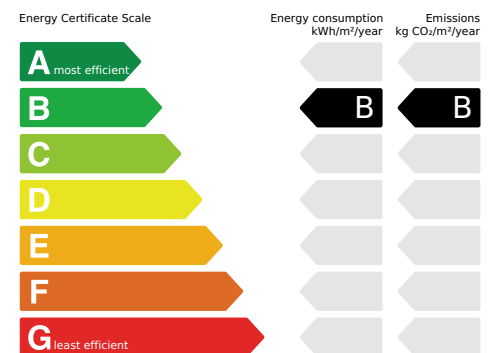 Energy Certificate Scale
Energy consumption
kWh/m²/year
Emissions
kg CO₂/m²/year
A most efficient
B B B
C
D
E
F
G least efficient